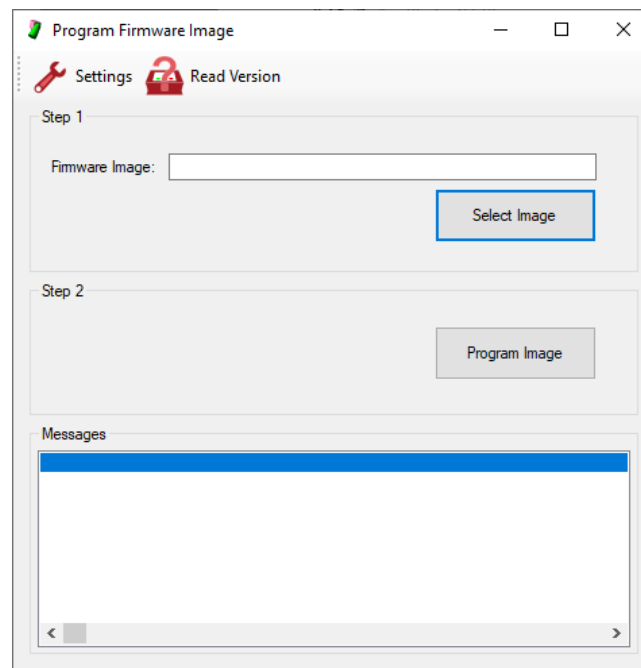 Program Firmware Image
Settings Read Version
Step 1
Firmware Image:
Select Image
Step 2
Program Image
Messages